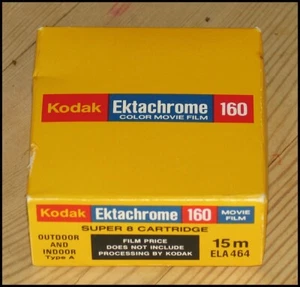 Kodak Ektachrome 160
COLOR MOVIE FILM
Kodak Ektachrome 160 MOVIE FILM
SUPER 8 CARTRIDGE
OUTDOOR AND INDOOR Type A
FILM PRICE
DOES NOT INCLUDE
PROCESSING BY KODAK
15m
ELA 464